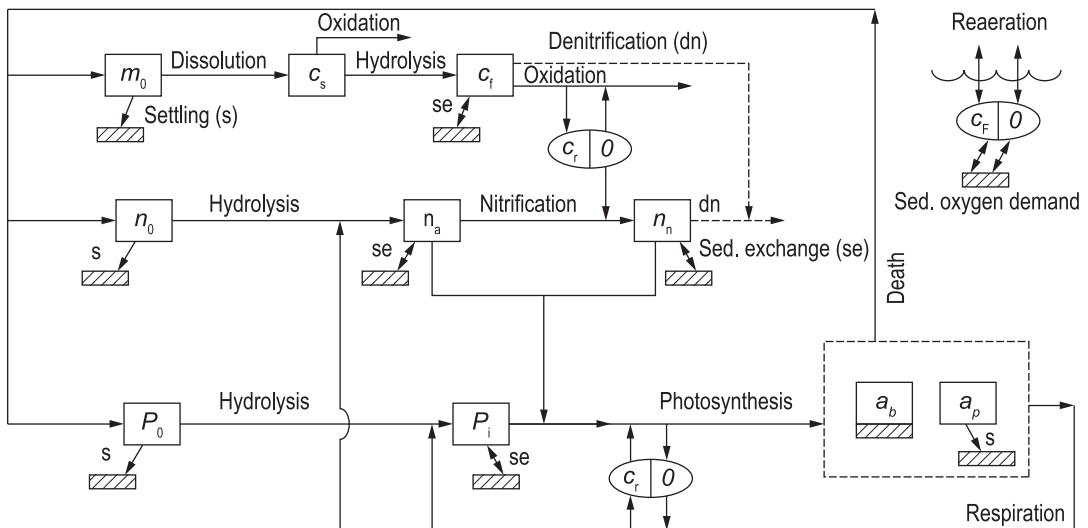 Oxidation
Reaeration
Denitrification (dn)
Dissolution
Hydrolysis
Oxidation
m0
cs
cf
Settling (s)
se
cF 0
cr 0
Sed. oxygen demand
Hydrolysis
Nitrification
dn
n0
na
nn
s
se
Sed. exchange (se)
Death
Hydrolysis
Photosynthesis
P0
Pi
ab
ap
s
se
s
cr 0
Respiration